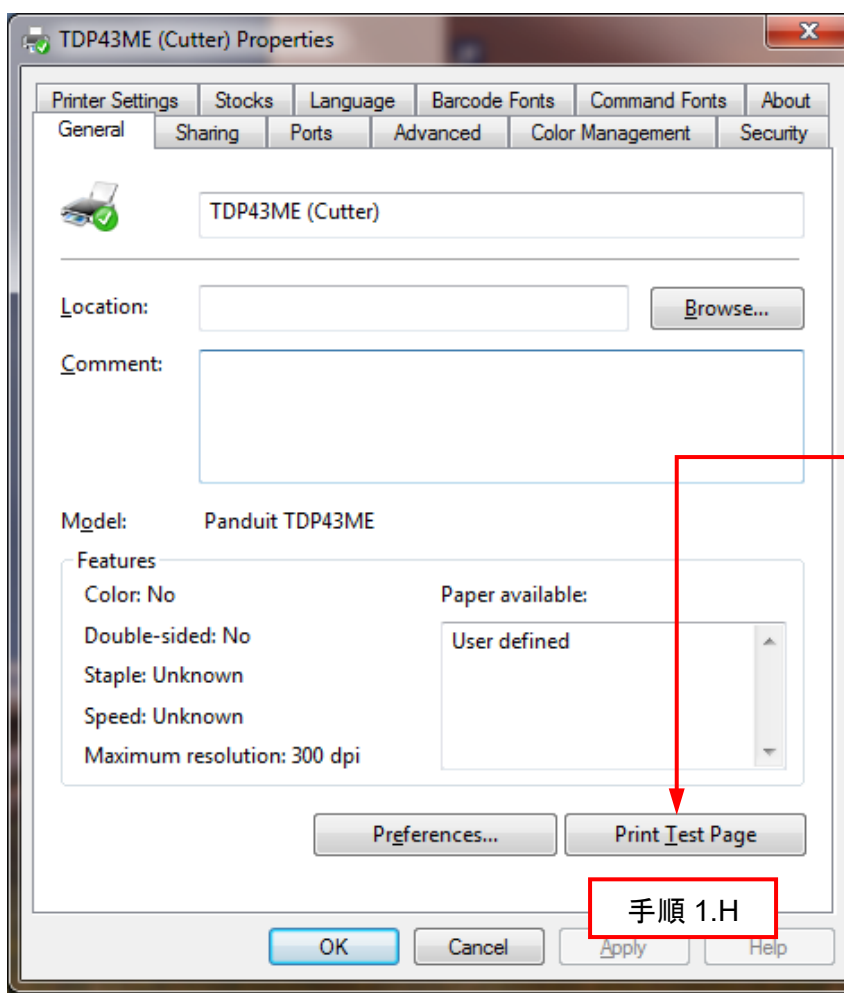 TDP43ME (Cutter) Properties
Printer Settings Stocks Language Barcode Fonts Command Fonts About
General Sharing Ports Advanced Color Management Security
TDP43ME (Cutter)
Location:
Browse...
Comment:
Model: Panduit TDP43ME
Features
Color: No
Paper available:
Double-sided: No
User defined
Staple: Unknown
Speed: Unknown
Maximum resolution: 300 dpi
Preferences... Print Test Page
手順 1.H
OK Cancel Apply Help